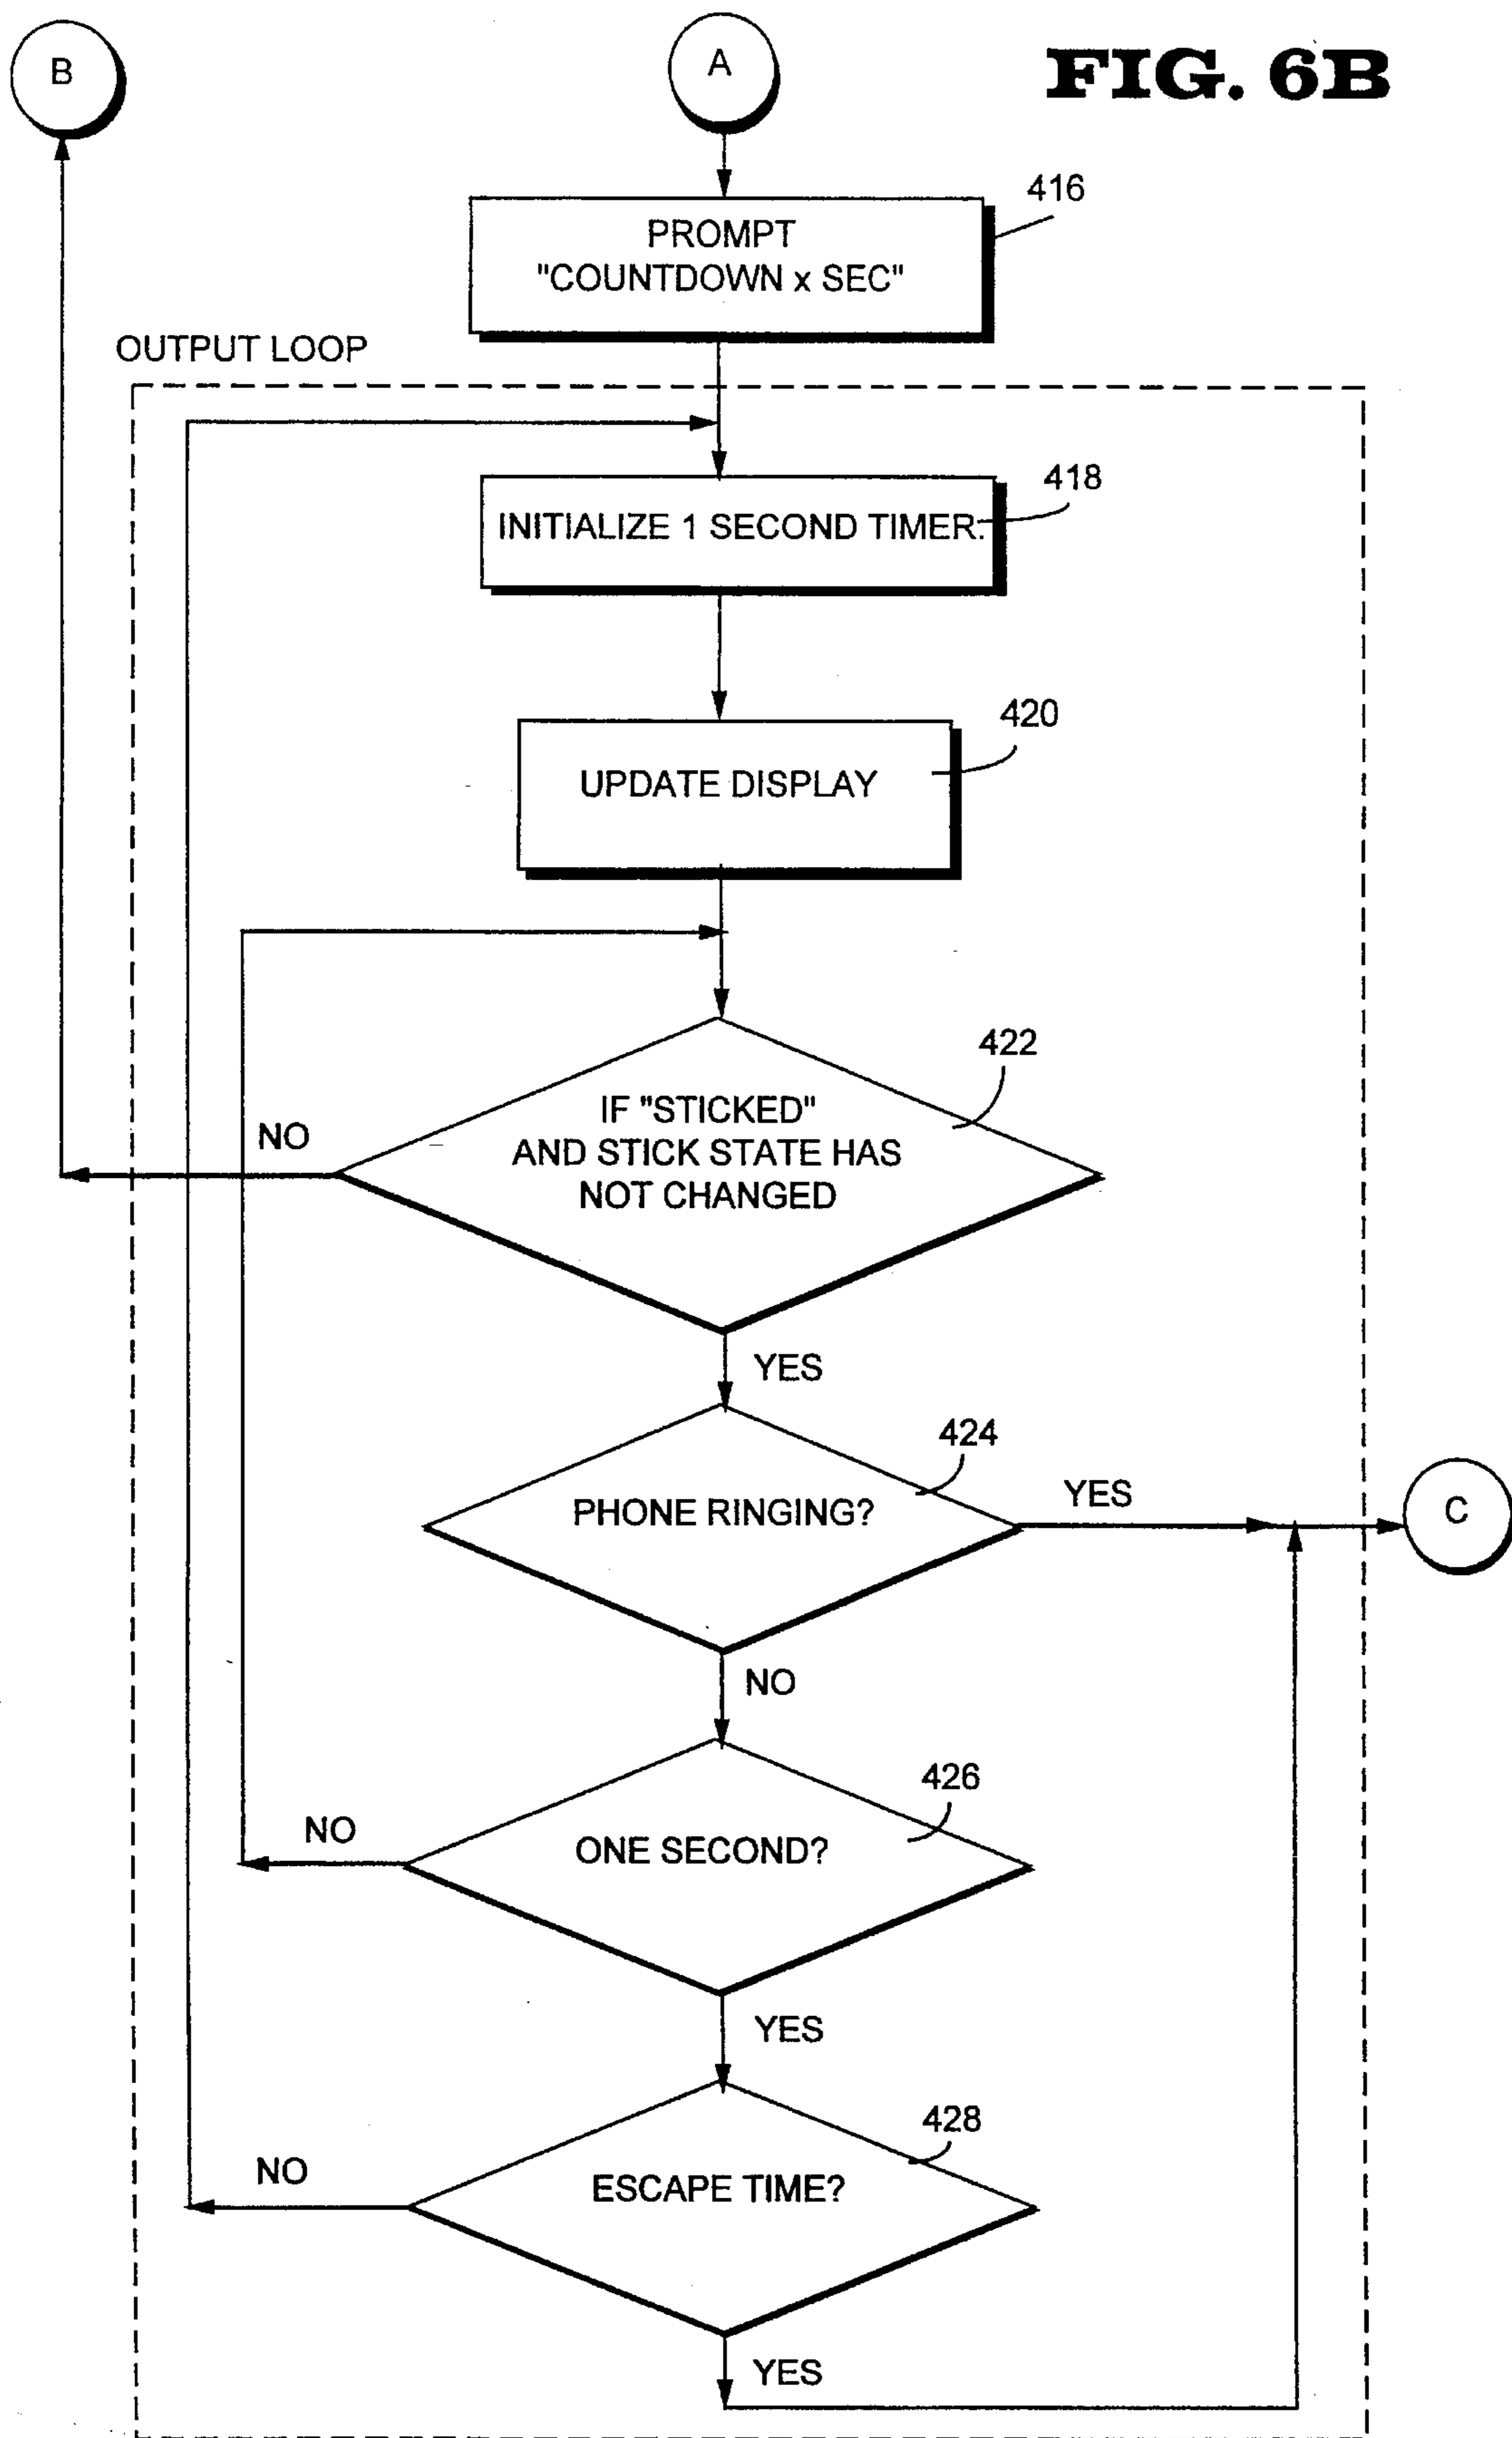 B
A
FIG. 6B
416
PROMPT
"COUNTDOWN x SEC"
OUTPUT LOOP
418
INITIALIZE 1 SECOND TIMER.
420
UPDATE DISPLAY
422
IF "STICKED"
AND STICK STATE HAS
NOT CHANGED
NO
YES
424
PHONE RINGING?
YES
C
NO
426
ONE SECOND?
NO
YES
428
ESCAPE TIME?
NO
YES